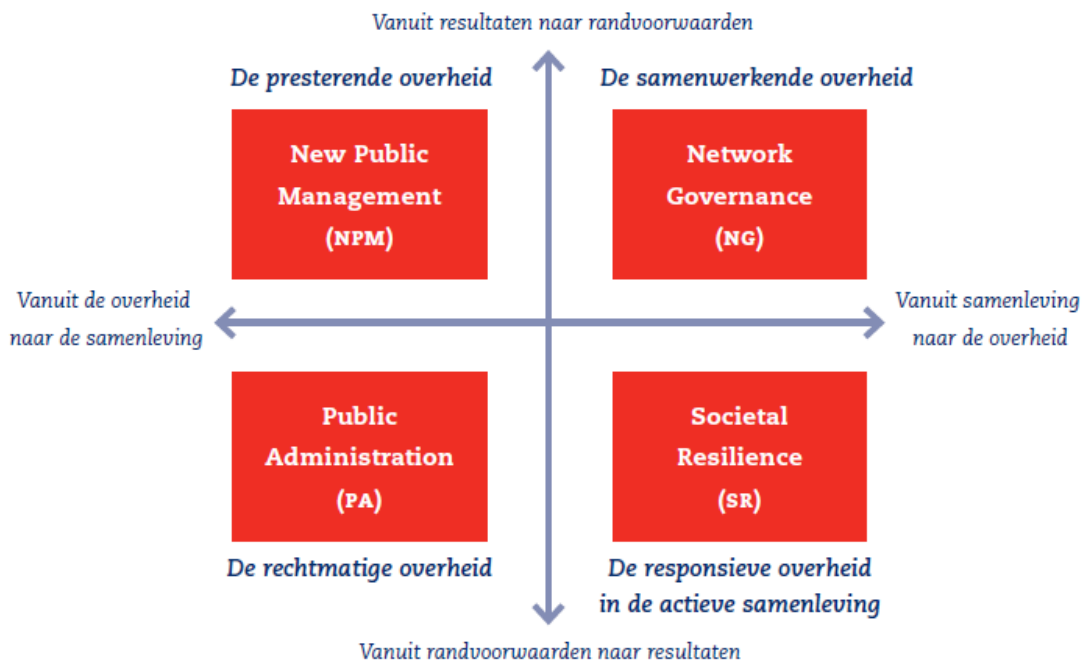 Vanuit resultaten naar randvoorwaarden
De presterende overheid
De samenwerkende overheid
New Public
Management
(NPM)
Network
Governance
(NG)
Vanuit de overheid
naar de samenleving
Vanuit samenleving
naar de overheid
Public
Administration
(PA)
Societal
Resilience
(SR)
De rechtmatige overheid
De responsieve overheid
in de actieve samenleving
Vanuit randvoorwaarden naar resultaten